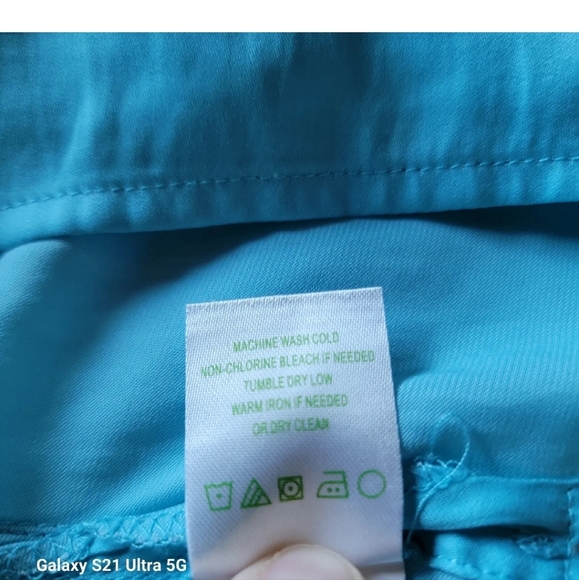 MACHINE WASH COLD
NON-CHLORINE BLEACH IF NEEDED
TUMBLE DRY LOW
WARM IRON IF NEEDED
OR DRY CLEAN
Galaxy S21 Ultra 5G